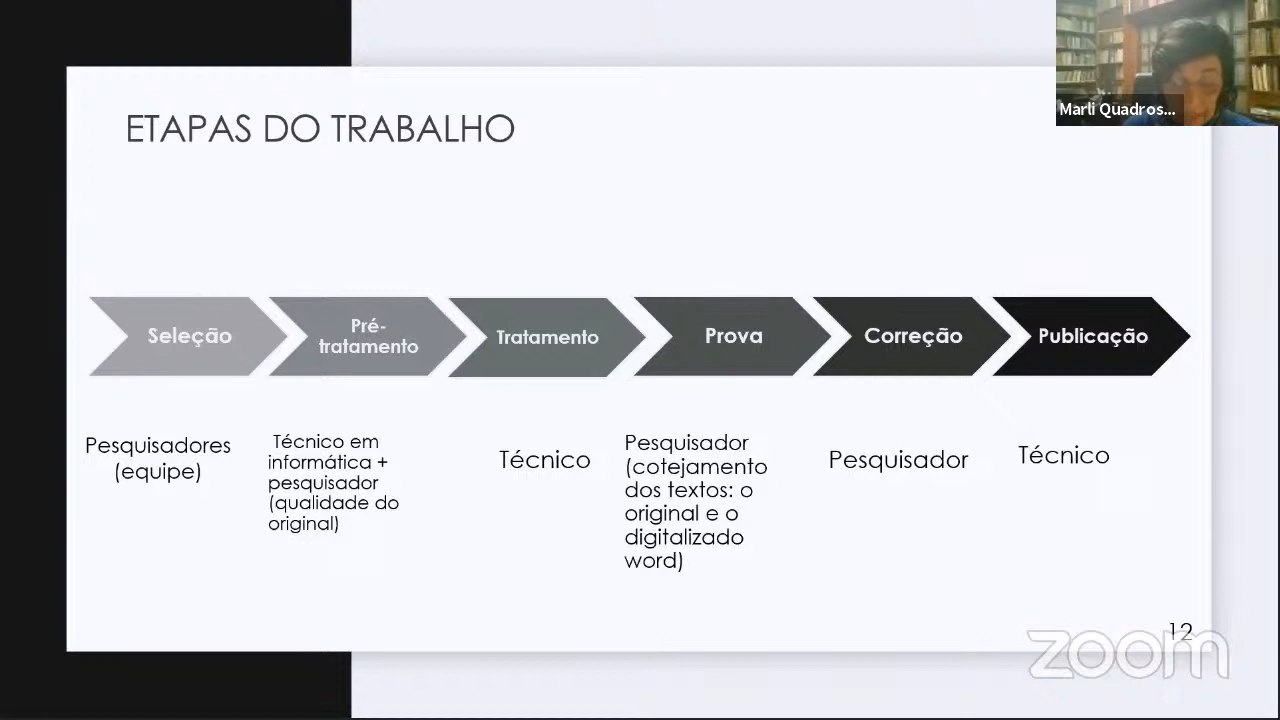 Marli Quadros...
ETAPAS DO TRABALHO
Seleção
Pré-
tratamento
Tratamento
Prova
Correção
Publicação
Pesquisadores
(equipe)
Técnico em
informática +
pesquisador
(qualidade do
original)
Técnico
Pesquisador
(cotejamento
dos textos: o
original e o
digitalizado
word)
Pesquisador
Técnico
12
zoom